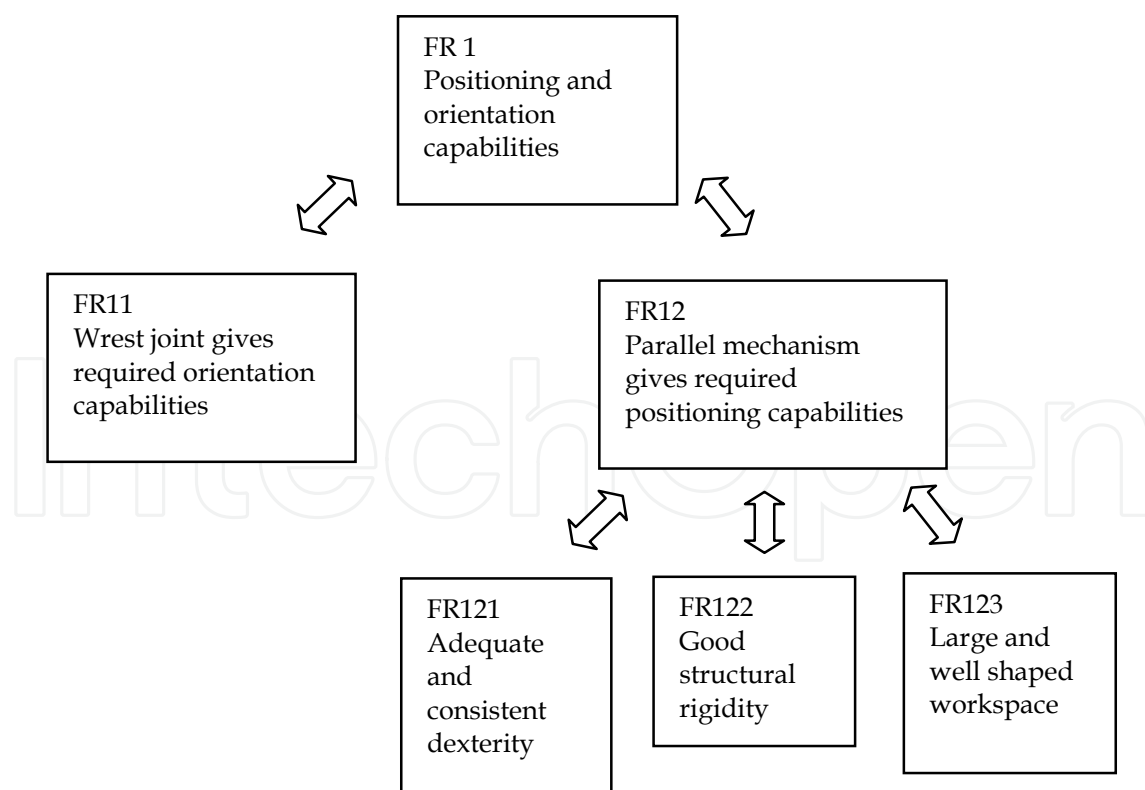 FR 1
Positioning and
orientation
capabilities
FR11
Wrest joint gives
required orientation
capabilities
FR12
Parallel mechanism
gives required
positioning capabilities
IntechOpen
FR121
Adequate
and
consistent
dexterity
FR122
Good
structural
rigidity
FR123
Large and
well shaped
workspace